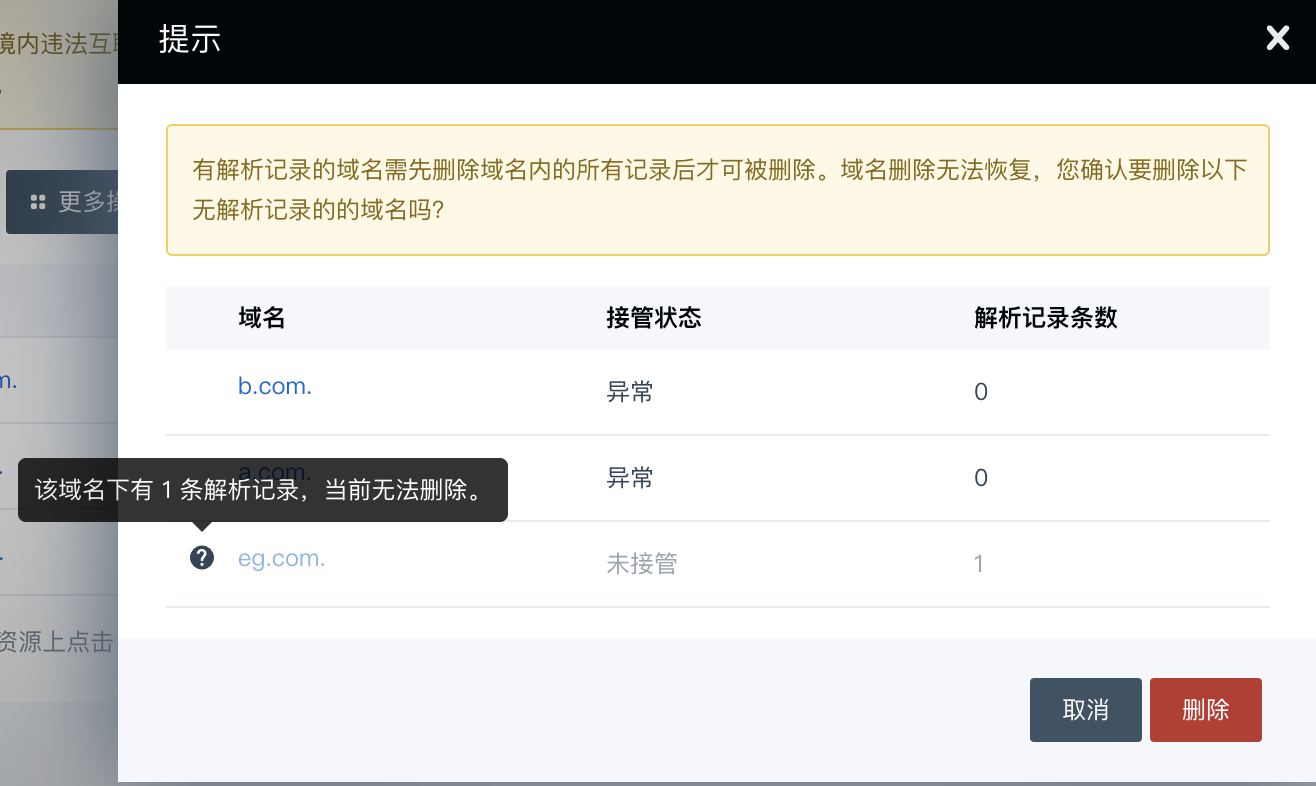 境内违法互
提示
更多
有解析记录的域名需先删除域名内的所有记录后才可被删除。域名删除无法恢复，您确认要删除以下
无解析记录的的域名吗？
域名 接管状态 解析记录条数
b.com. 异常 0
m.
a.com. 异常 0
该域名下有 1 条解析记录，当前无法删除。
eg.com. 未接管 1
资源上点击
取消 删除